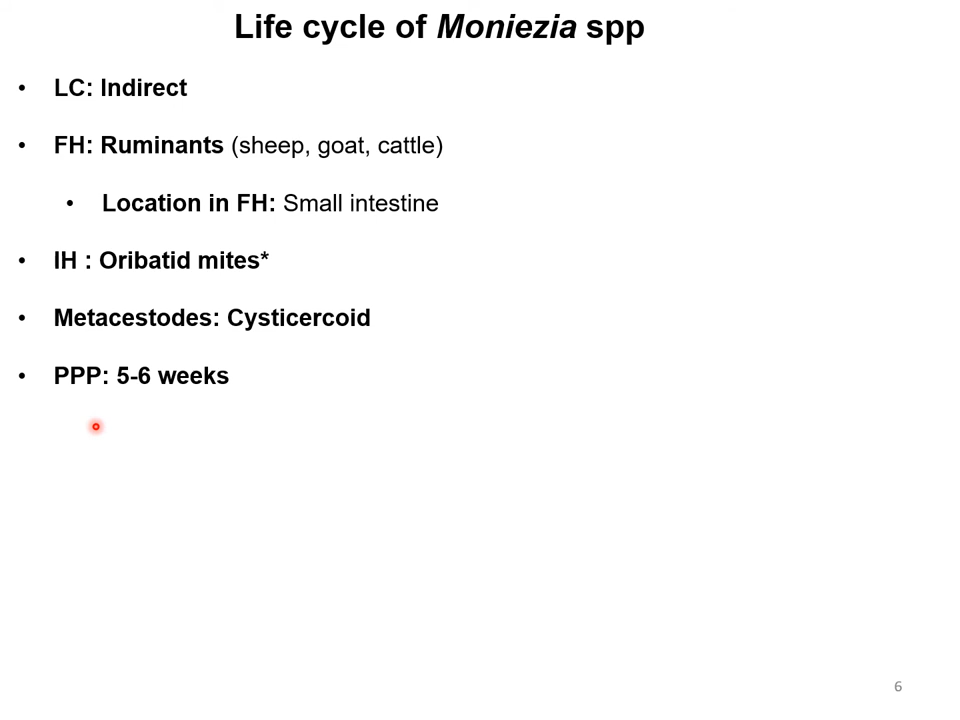 Life cycle of Moniezia spp
• LC: Indirect
• FH: Ruminants (sheep, goat, cattle)
• Location in FH: Small intestine
• IH : Oribatid mites*
• Metacestodes: Cysticercoid
• PPP: 5-6 weeks
6